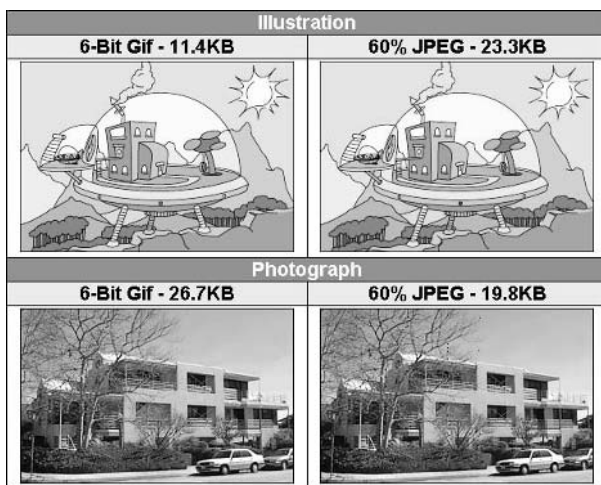 Illustration
6-Bit Gif - 11.4KB
60% JPEG - 23.3KB
Photograph
6-Bit Gif - 26.7KB
60% JPEG - 19.8KB